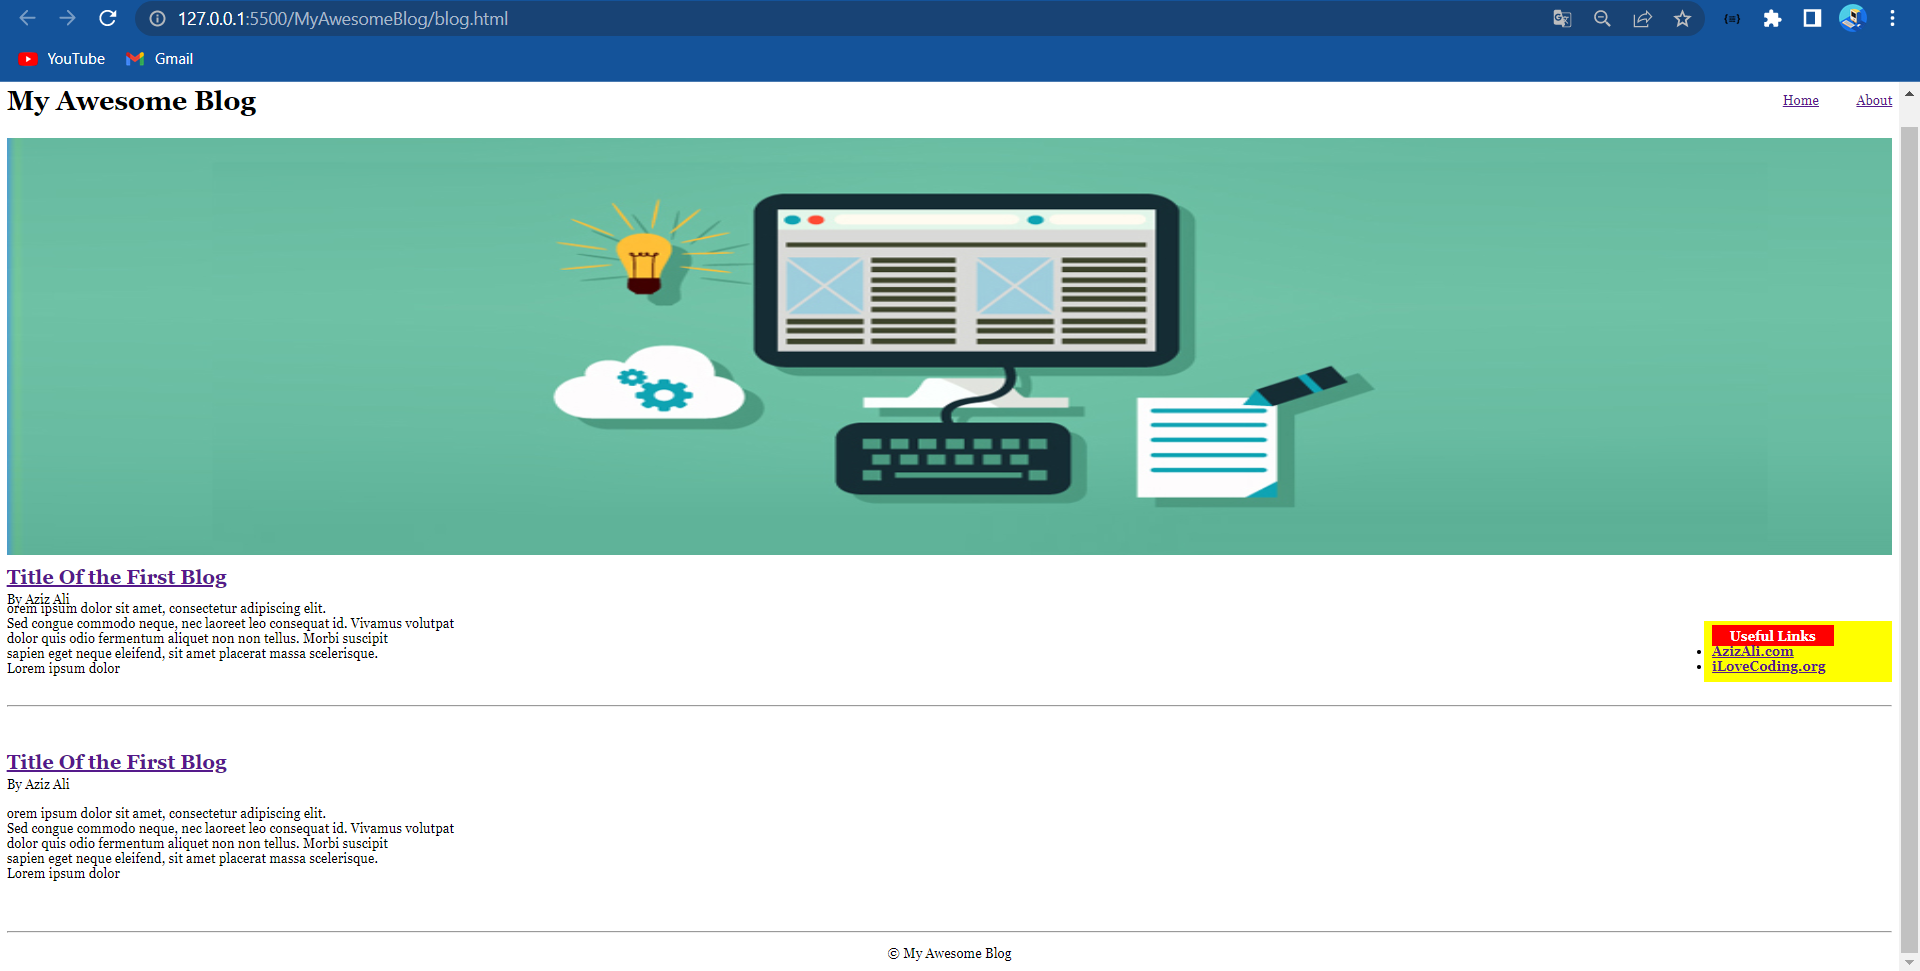 127.0.0.1:5500/MyAwesomeBlog/blog.html
YouTube Gmail
My Awesome Blog
Home About
Title Of the First Blog
By Aziz Ali
orem ipsum dolor sit amet, consectetur adipiscing elit.
Sed congue commodo neque, nec laoreet leo consequat id. Vivamus volutpat
dolor quis odio fermentum aliquet non non tellus. Morbi suscipit
sapien eget neque eleifend, sit amet placerat massa scelerisque.
Lorem ipsum dolor
Useful Links
AzizAli.com
iLoveCoding.org
Title Of the First Blog
By Aziz Ali
orem ipsum dolor sit amet, consectetur adipiscing elit.
Sed congue commodo neque, nec laoreet leo consequat id. Vivamus volutpat
dolor quis odio fermentum aliquet non non tellus. Morbi suscipit
sapien eget neque eleifend, sit amet placerat massa scelerisque.
Lorem ipsum dolor
© My Awesome Blog